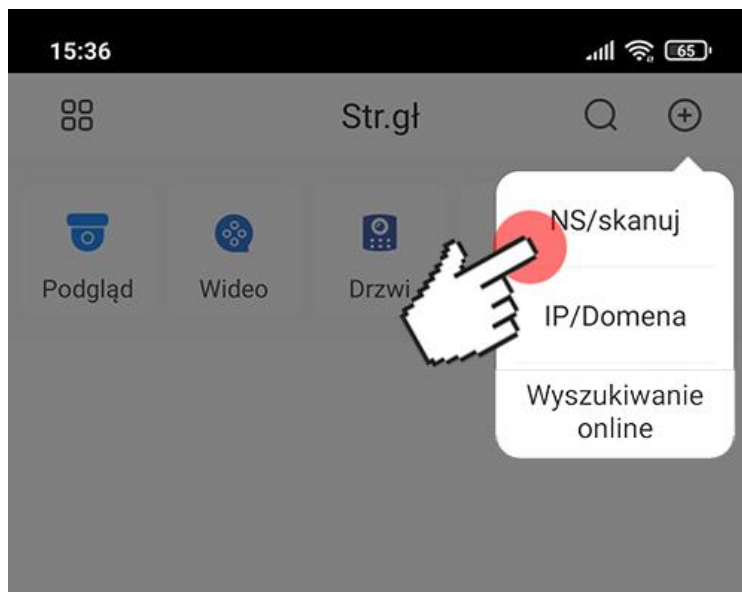 15:36
65
Str.gł
NS/skanuj
Podgląd
Wideo
Drzwi
IP/Domena
Wyszukiwanie
online